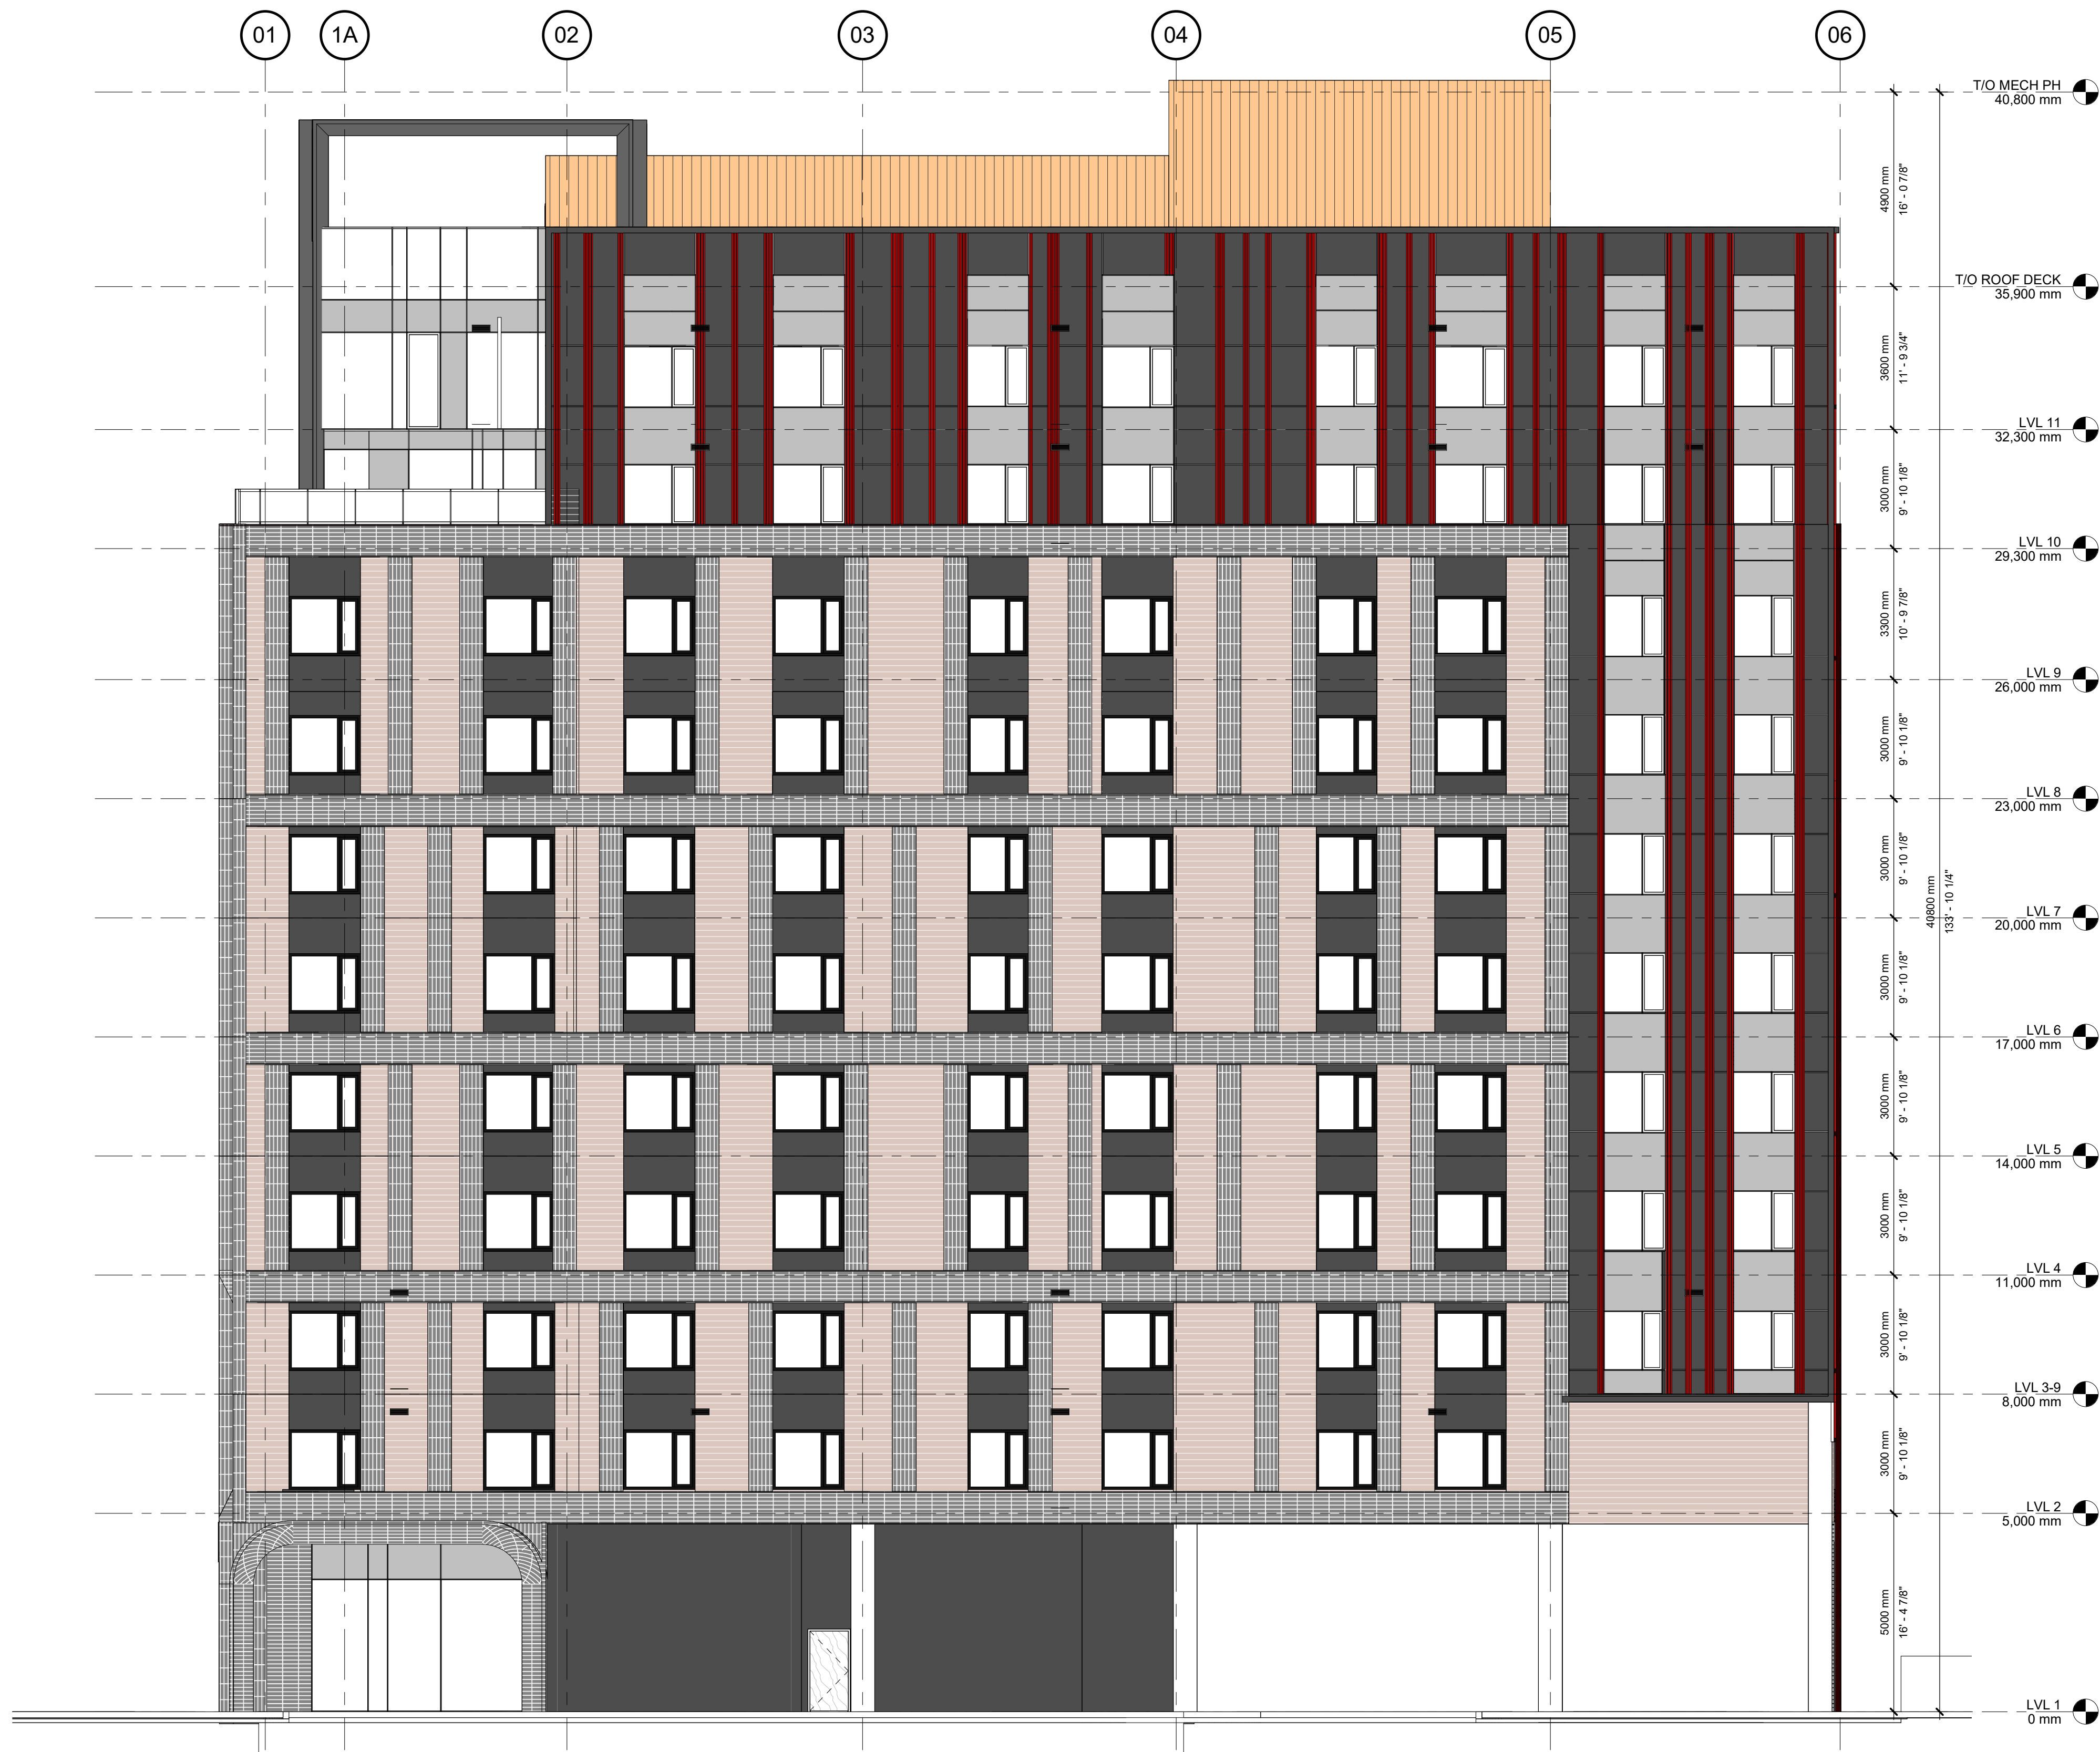 01 1A 02 03 04 05 06
T/O MECH PH
40,800 mm
4900 mm
16' - 0 7/8"
T/O ROOF DECK
35,900 mm
3600 mm
11' - 9 3/4"
LVL 11
32,300 mm
3000 mm
9' - 10 1/8"
LVL 10
29,300 mm
3300 mm
10' - 9 7/8"
LVL 9
26,000 mm
3000 mm
9' - 10 1/8"
LVL 8
23,000 mm
3000 mm
9' - 10 1/8"
40800 mm
133' - 10 1/4"
LVL 7
20,000 mm
3000 mm
9' - 10 1/8"
LVL 6
17,000 mm
3000 mm
9' - 10 1/8"
LVL 5
14,000 mm
3000 mm
9' - 10 1/8"
LVL 4
11,000 mm
3000 mm
9' - 10 1/8"
LVL 3-9
8,000 mm
3000 mm
9' - 10 1/8"
LVL 2
5,000 mm
5000 mm
16' - 4 7/8"
LVL 1
0 mm